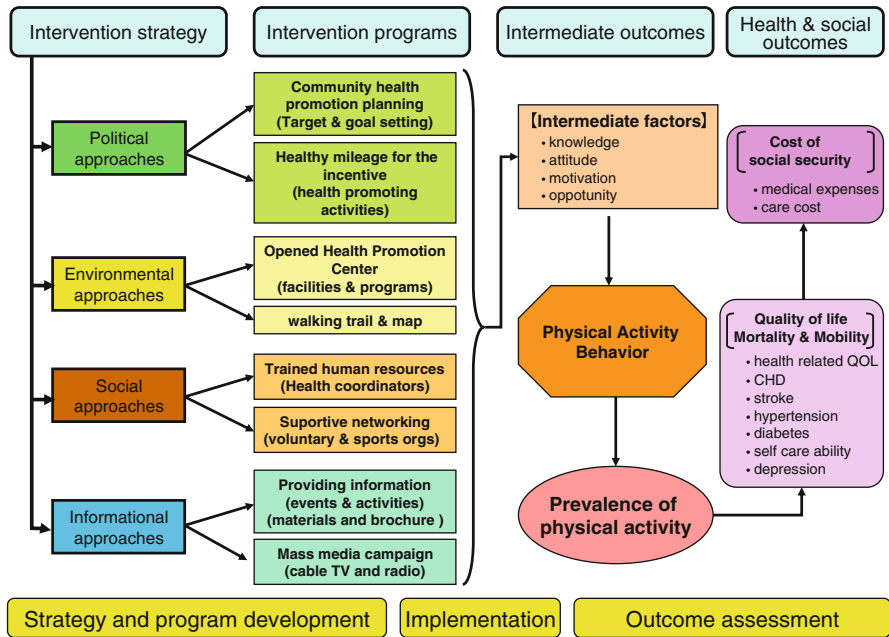 Intervention strategy
Intervention programs
Intermediate outcomes
Health & social
outcomes
Political
approaches
Community health
promotion planning
(Target & goal setting)
Healthy mileage for the
incentive
(health promoting
activities)
Environmental
approaches
Opened Health Promotion
Center
(facilities & programs)
walking trail & map
Social
approaches
Trained human resources
(Health coordinators)
Suportive networking
(voluntary & sports orgs)
Informational
approaches
Providing information
(events & activities)
(materials and brochure )
Mass media campaign
(cable TV and radio)
【Intermediate factors】
• knowledge
• attitude
• motivation
• oppotunity
Physical Activity
Behavior
Prevalence of
physical activity
Cost of
social security
• medical expenses
• care cost
Quality of life
Mortality & Mobility
• health related QOL
• CHD
• stroke
• hypertension
• diabetes
• self care ability
• depression
Strategy and program development
Implementation
Outcome assessment